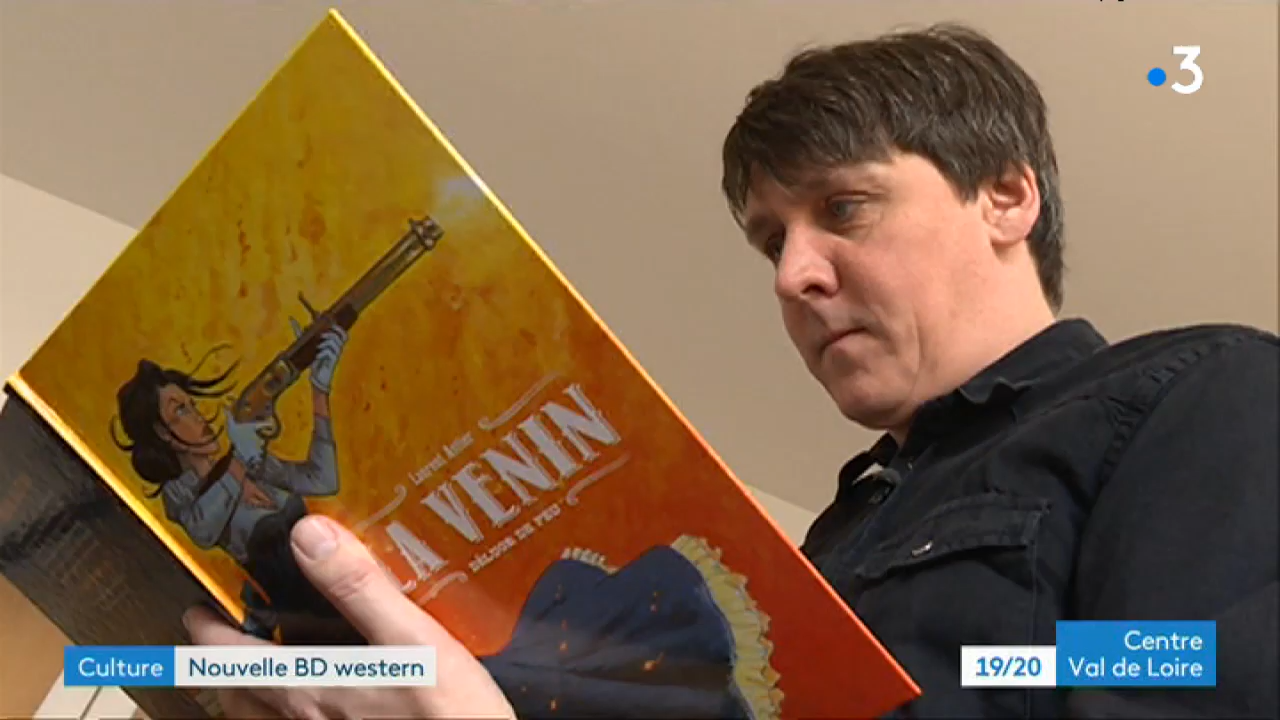 3
Laurent Astier
LA VENIN
DÉLUGE DE FEU
Culture
Nouvelle BD western
19/20
Centre
Val de Loire